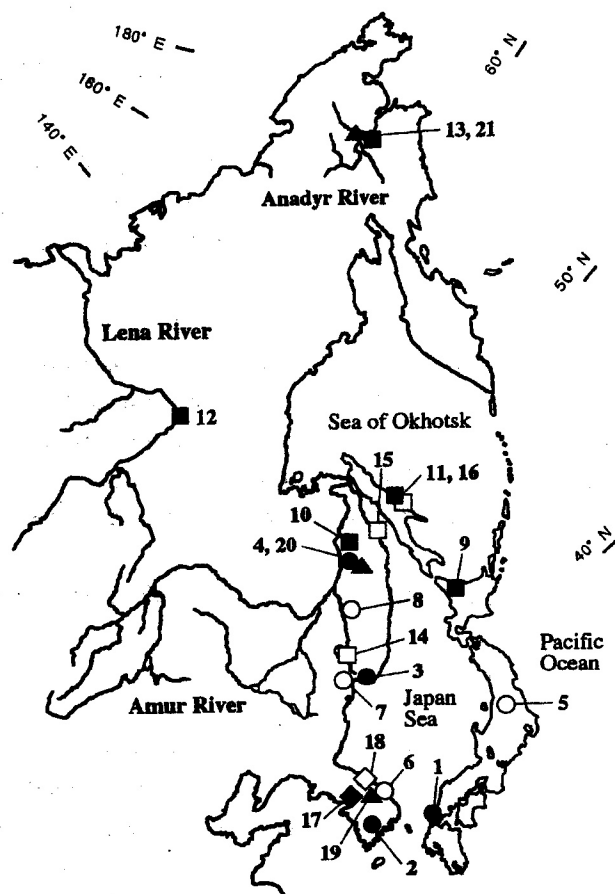 180° E
160° E
140° E
60° N
13, 21
Anadyr River
50° N
Lena River
12
Sea of Okhotsk
15
11, 16
10
4, 20
9
40° N
8
14
Pacific
Ocean
3
Amur River
7
Japan
Sea
5
18
6
1
17
19
2